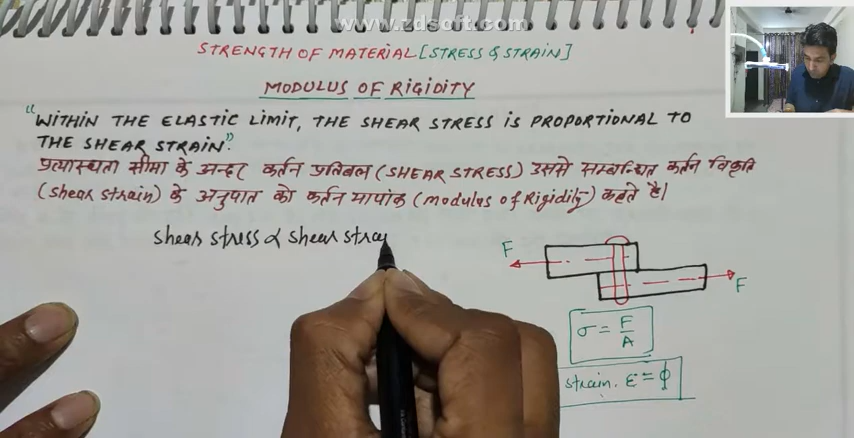 www.zdsoft.com
STRENGTH OF MATERIAL [STRESS & STRAIN]
MODULUS OF RIGIDITY
"WITHIN THE ELASTIC LIMIT, THE SHEAR STRESS IS PROPORTIONAL TO
THE SHEAR STRAIN."
प्रत्यास्थता सीमा के अन्दर कर्तन प्रतिबल (SHEAR STRESS) उससे सम्बन्धित कर्तन विकृति
(shear strain) के अनुपात को कर्तन मापांक (modulus of Rigidity) कहते है।
shear stress ∝ shear stra
F
F
σ = F/A
strain. ε = ϕ